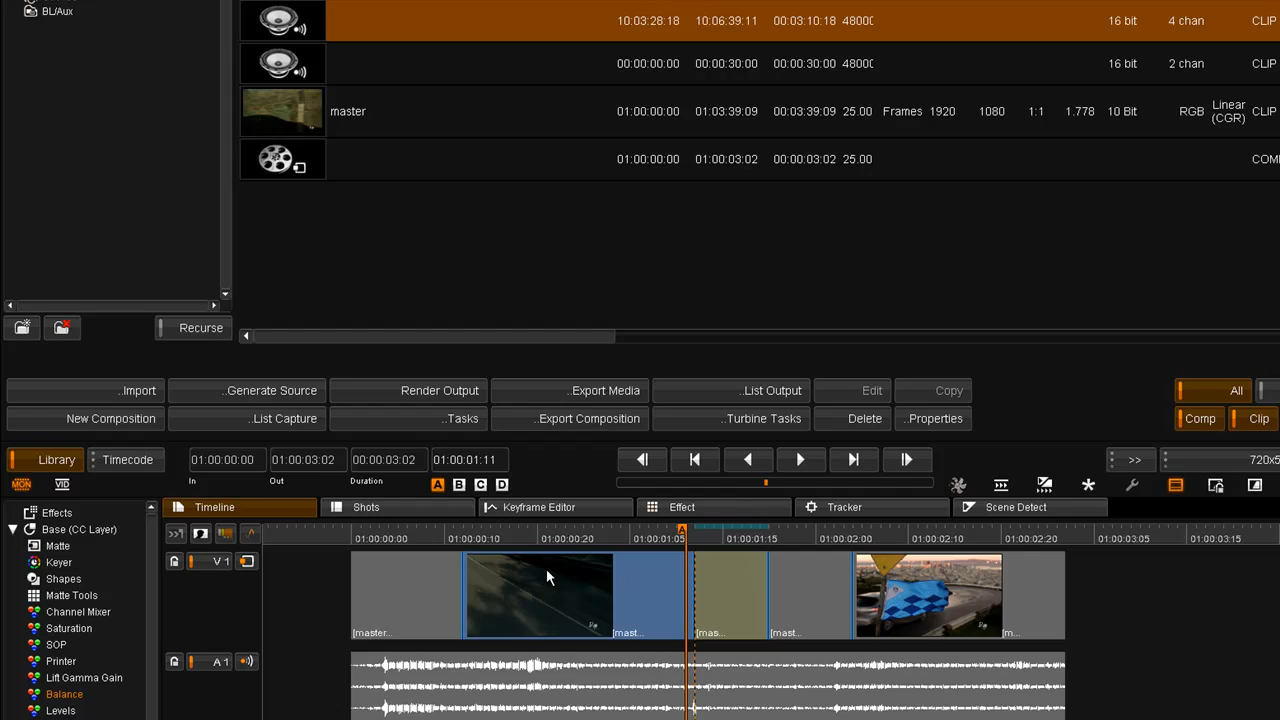 BL/Aux
10:03:28:18 10:06:39:11 00:03:10:18 48000 16 bit 4 chan CLIP
00:00:00:00 00:00:30:00 00:00:30:00 48000 16 bit 2 chan CLIP
master 01:00:00:00 01:03:39:09 00:03:39:09 25.00 Frames 1920 1080 1:1 1.778 10 Bit RGB Linear (CGR) CLIP
01:00:00:00 01:00:03:02 00:00:03:02 25.00 COM
Recurse
..Import ..Generate Source Render Output ..Export Media ..List Output Edit Copy All
New Composition ..List Capture ..Tasks ..Export Composition ..Turbine Tasks Delete ..Properties Comp Clip
Library Timecode 01:00:00:00 01:00:03:02 00:00:03:02 01:00:01:11 >> 720x5
MON VID In Out Duration A B C D
Effects Timeline Shots Keyframe Editor Effect Tracker Scene Detect
Base (CC Layer) A
01:00:00:00 01:00:00:10 01:00:00:20 01:00:01:05 01:00:01:15 01:00:02:00 01:00:02:10 01:00:02:20 01:00:03:05 01:00:03:15
Matte
Keyer V 1
Shapes
Matte Tools
Channel Mixer
Saturation [master... [mast... [mas... [mast... [m...
SOP
Printer A 1
Lift Gamma Gain
Balance
Levels